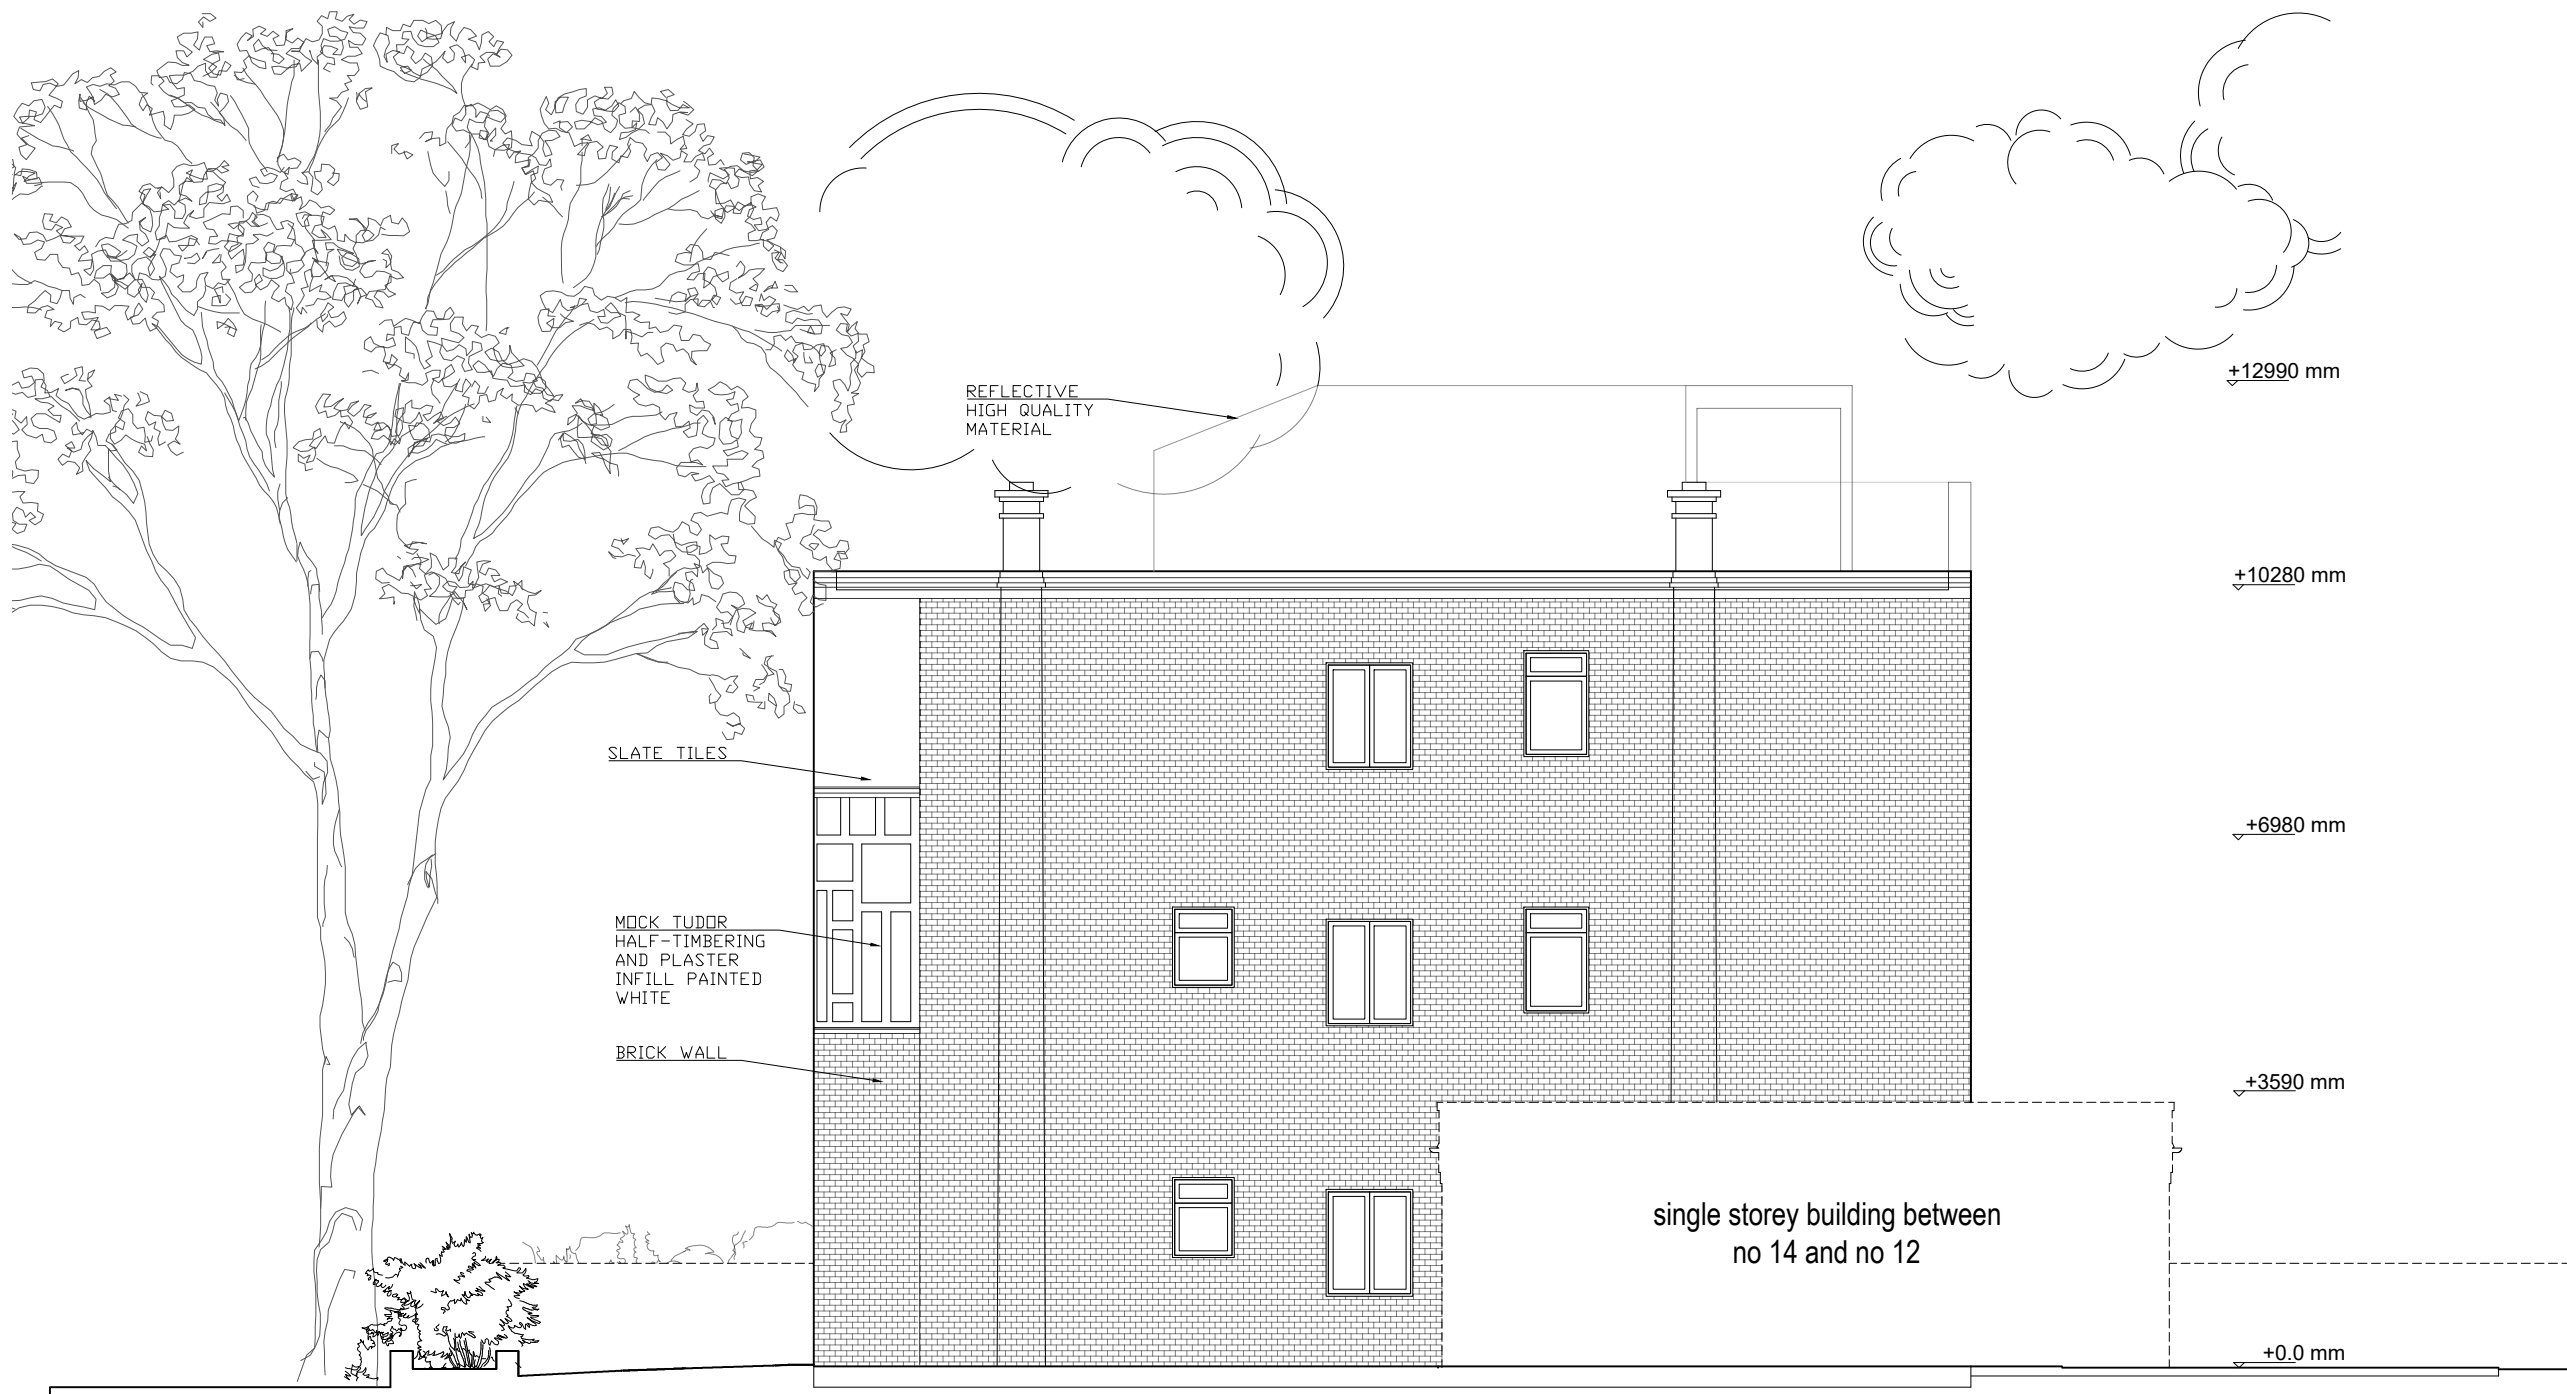 +12990 mm
REFLECTIVE
HIGH QUALITY
MATERIAL
+10280 mm
SLATE TILES
+6980 mm
MOCK TUDOR
HALF-TIMBERING
AND PLASTER
INFILL PAINTED
WHITE
BRICK WALL
+3590 mm
single storey building between
no 14 and no 12
+0.0 mm